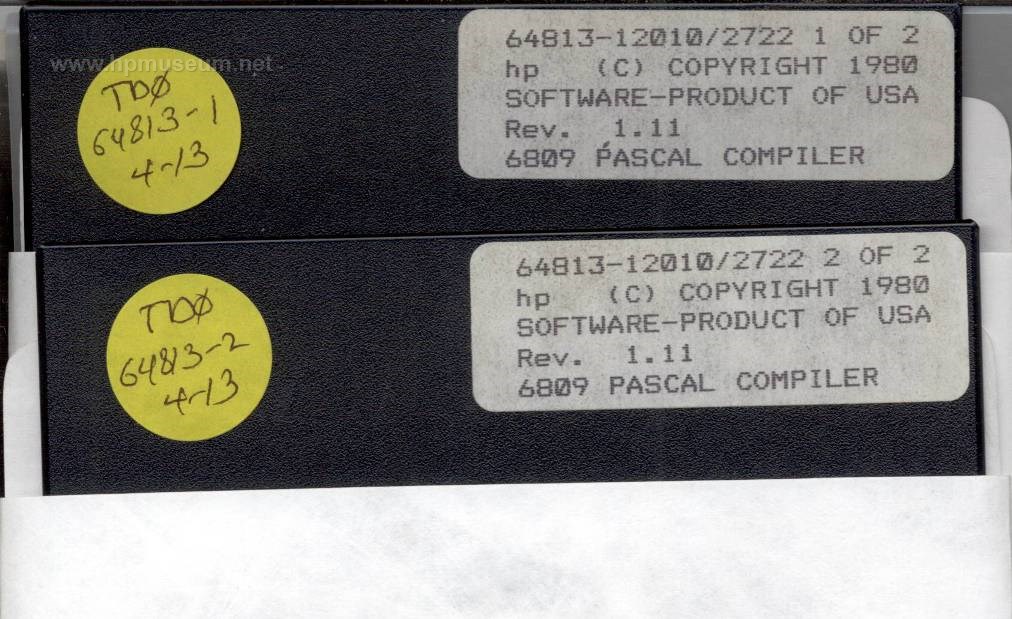 www.hpmuseum.net
TDØ
64813-1
4-13
64813-12010/2722 1 OF 2
hp (C) COPYRIGHT 1980
SOFTWARE-PRODUCT OF USA
Rev. 1.11
6809 PASCAL COMPILER
TDØ
64813-2
4-13
64813-12010/2722 2 OF 2
hp (C) COPYRIGHT 1980
SOFTWARE-PRODUCT OF USA
Rev. 1.11
6809 PASCAL COMPILER